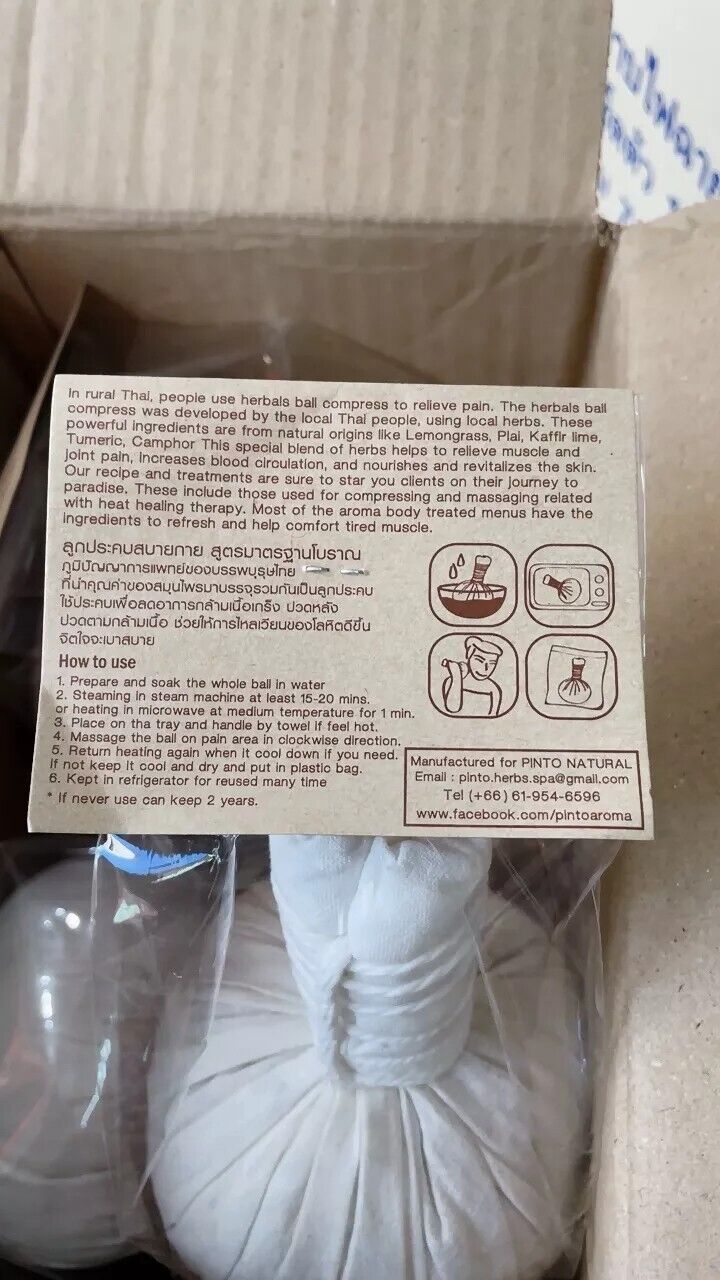 In rural Thai, people use herbals ball compress to relieve pain. The herbals ball
compress was developed by the local Thai people, using local herbs. These
powerful ingredients are from natural origins like Lemongrass, Plai, Kaffir lime,
Tumeric, Camphor This special blend of herbs helps to relieve muscle and
joint pain, increases blood circulation, and nourishes and revitalizes the skin.
Our recipe and treatments are sure to star you clients on their journey to
paradise. These include those used for compressing and massaging related
with heat healing therapy. Most of the aroma body treated menus have the
ingredients to refresh and help comfort tired muscle.
ลูกประคบสบายกาย สูตรมาตรฐานโบราณ
ภูมิปัญญาการแพทย์ของบรรพบุรุษไทย
ที่นำคุณค่าของสมุนไพรมาบรรจุรวมกันเป็นลูกประคบ
ใช้ประคบเพื่อลดอาการกล้ามเนื้อเกร็ง ปวดหลัง
ปวดตามกล้ามเนื้อ ช่วยให้การไหลเวียนของโลหิตดีขึ้น
จิตใจจะเบาสบาย
How to use
1. Prepare and soak the whole ball in water
2. Steaming in steam machine at least 15-20 mins.
or heating in microwave at medium temperature for 1 min.
3. Place on tha tray and handle by towel if feel hot.
4. Massage the ball on pain area in clockwise direction.
5. Return heating again when it cool down if you need.
If not keep it cool and dry and put in plastic bag.
6. Kept in refrigerator for reused many time
* If never use can keep 2 years.
Manufactured for PINTO NATURAL
Email : pinto.herbs.spa@gmail.com
Tel (+66) 61-954-6596
www.facebook.com/pintoaroma